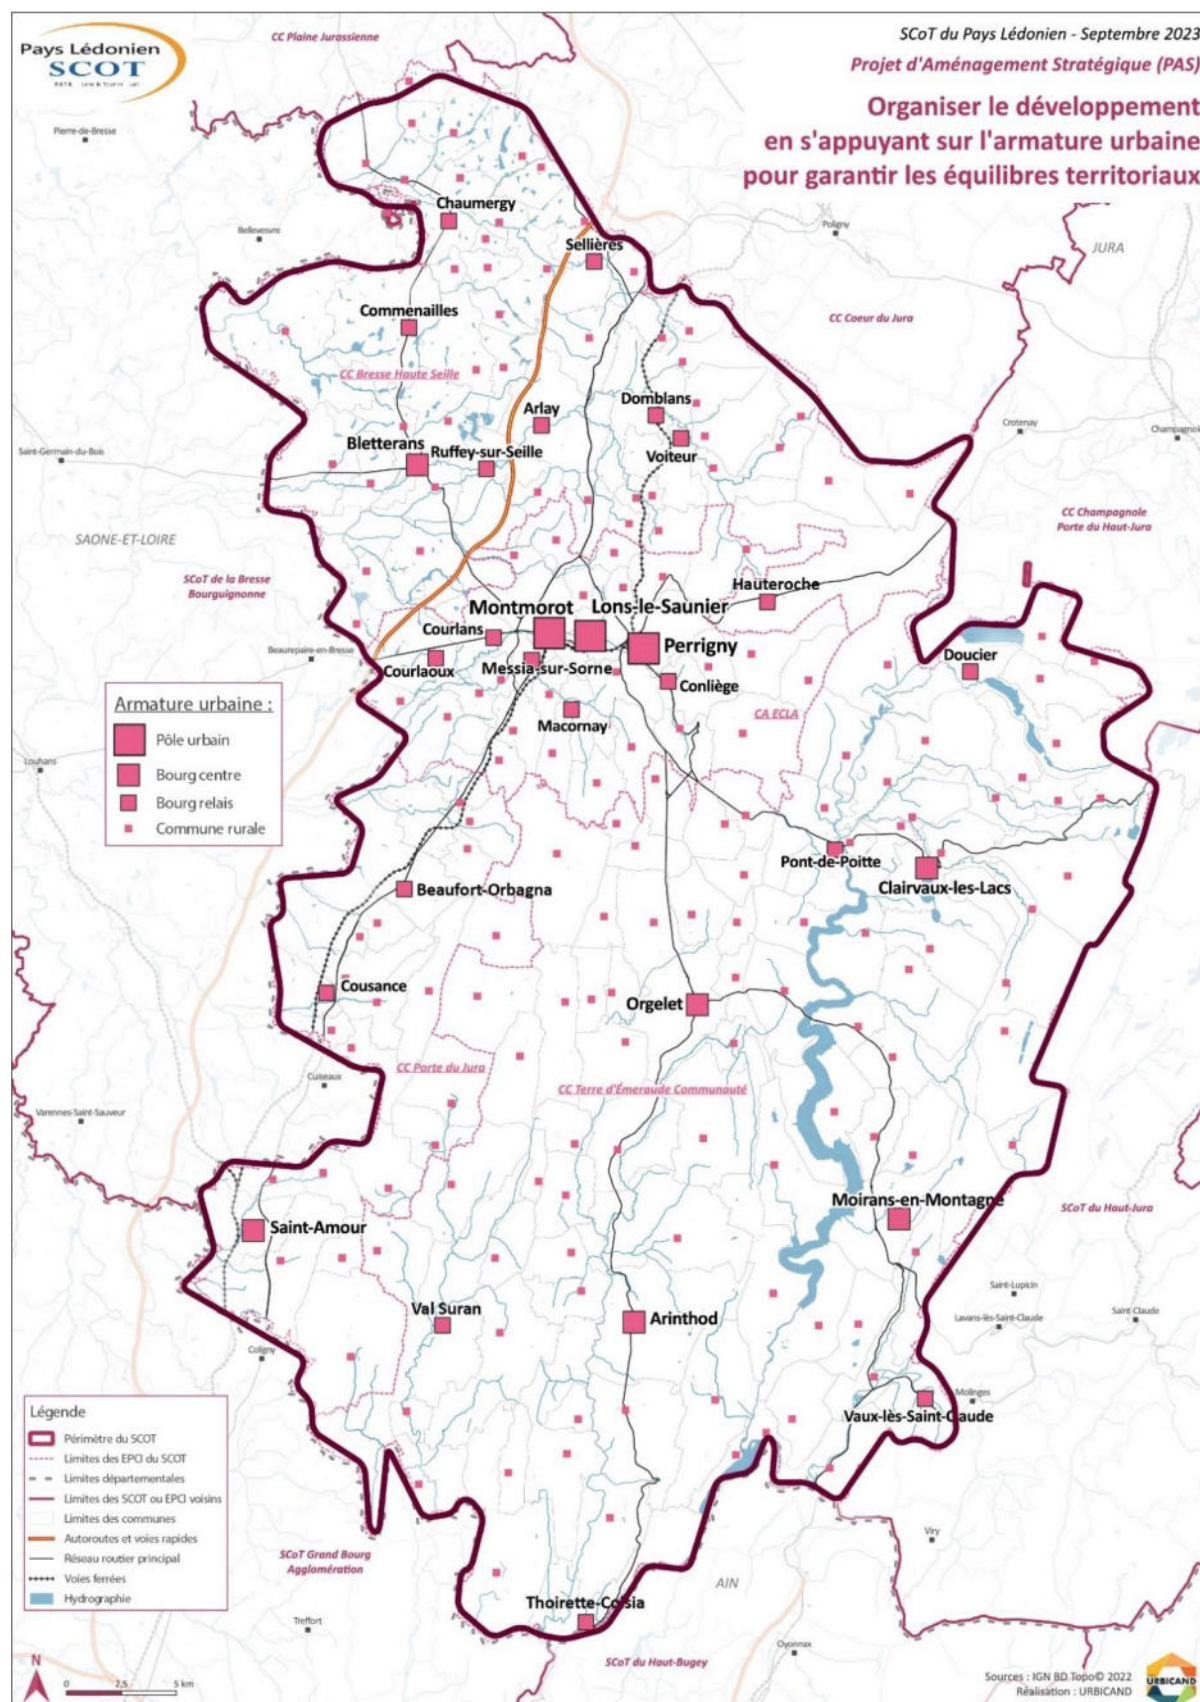 Pays Lédonien
SCOT
SCoT du Pays Lédonien - Septembre 2023
Projet d'Aménagement Stratégique (PAS)
Organiser le développement
en s'appuyant sur l'armature urbaine
pour garantir les équilibres territoriaux
CC Plaine Jurassienne
Pierre-de-Bresse
Chaumergy
Bellevesvre
Sellières
Poligny
JURA
Commenailles
CC Coeur du Jura
CC Bresse Haute Seille
Arlay
Domblans
Crotenay
Champagnole
Saint-Germain-du-Bois
Bletterans
Ruffey-sur-Seille
Voiteur
SAONE-ET-LOIRE
CC Champagnole
Porte du Haut-Jura
SCoT de la Bresse
Bourguignonne
Hauteroche
Montmorot
Lons-le-Saunier
Courlans
Perrigny
Beaurepaire-en-Bresse
Courlaoux
Messia-sur-Sorne
Doucier
Conliège
Macornay
CA ECLA
Armature urbaine :
Pôle urbain
Bourg centre
Bourg relais
Commune rurale
Louhans
Pont-de-Poitte
Clairvaux-les-Lacs
Beaufort-Orbagna
Cousance
Orgelet
Cuiseaux
CC Porte du Jura
CC Terre d'Émeraude Communauté
Varennes-Saint-Sauveur
Moirans-en-Montagne
SCoT du Haut-Jura
Saint-Amour
Saint-Lupicin
Val Suran
Arinthod
Lavans-lès-Saint-Claude
Saint-Claude
Coligny
Molinges
Vaux-lès-Saint-Claude
Légende
Périmètre du SCOT
Limites des EPCI du SCOT
Limites départementales
Limites des SCOT ou EPCI voisins
Limites des communes
Autoroutes et voies rapides
Réseau routier principal
Voies ferrées
Hydrographie
SCoT Grand Bourg
Agglomération
Viry
AIN
Thoirette-Coisia
Treffort
Oyonnax
SCoT du Haut-Bugey
N
0 2,5 5 km
Sources : IGN BD Topo© 2022
Réalisation : URBICAND
URBICAND